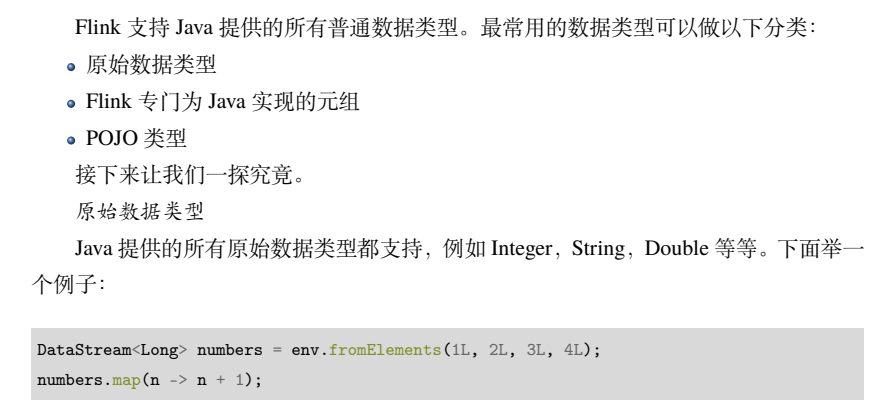 Flink 支持 Java 提供的所有普通数据类型。最常用的数据类型可以做以下分类：
原始数据类型
Flink 专门为 Java 实现的元组
POJO 类型
接下来让我们一探究竟。
原始数据类型
Java 提供的所有原始数据类型都支持，例如 Integer，String，Double 等等。下面举一
个例子：
DataStream<Long> numbers = env.fromElements(1L, 2L, 3L, 4L);
numbers.map(n -> n + 1);